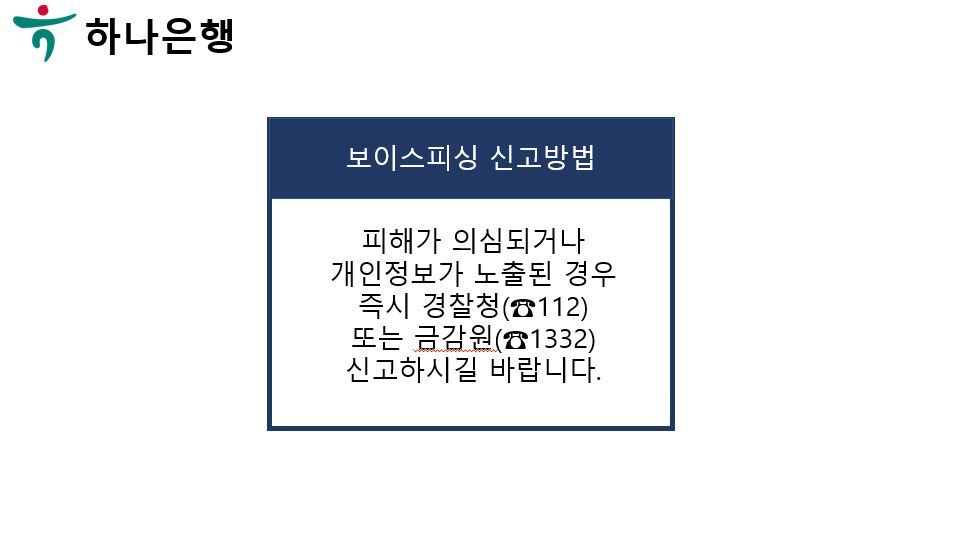 하나은행
보이스피싱 신고방법
피해가 의심되거나
개인정보가 노출된 경우
즉시 경찰청(☎112)
또는 금감원(☎1332)
신고하시길 바랍니다.